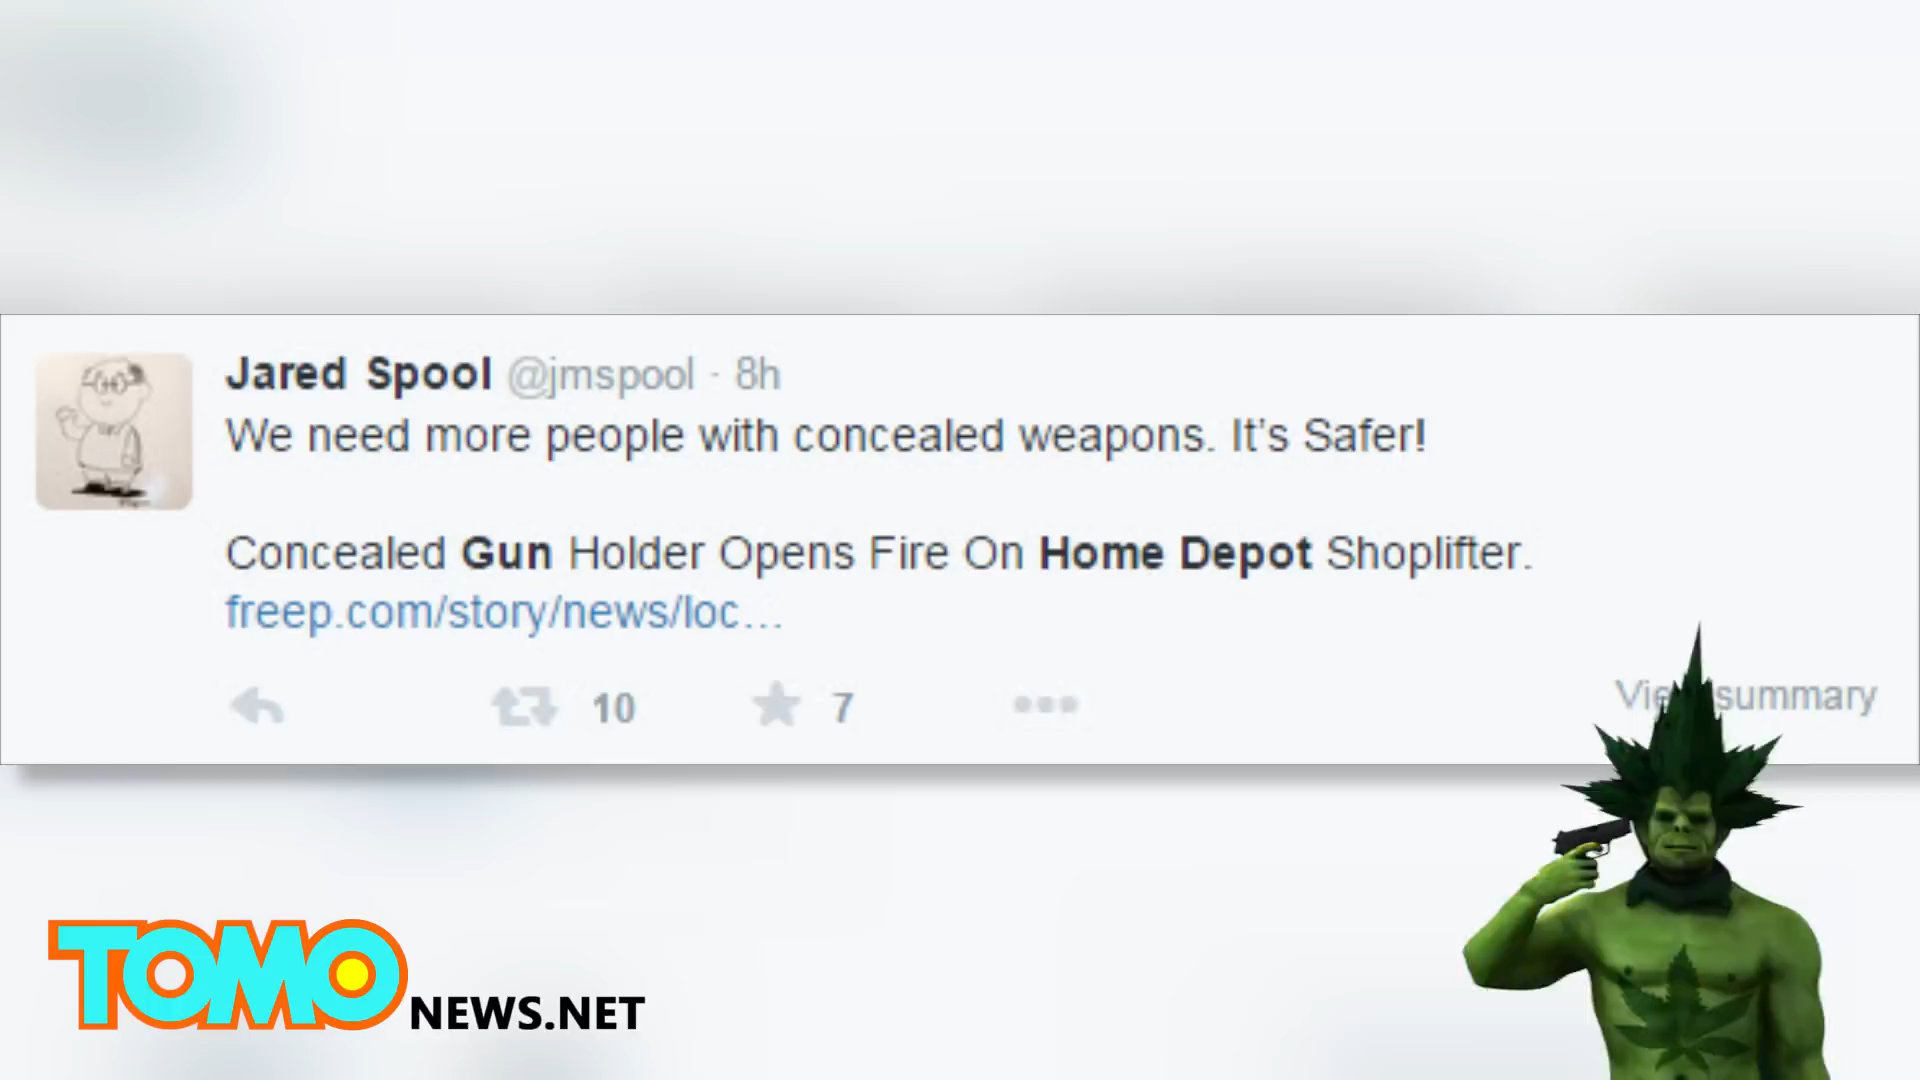 Jared Spool @jmspool · 8h
We need more people with concealed weapons. It's Safer!
Concealed Gun Holder Opens Fire On Home Depot Shoplifter.
freep.com/story/news/loc...
10 7
summary
TOMO NEWS.NET